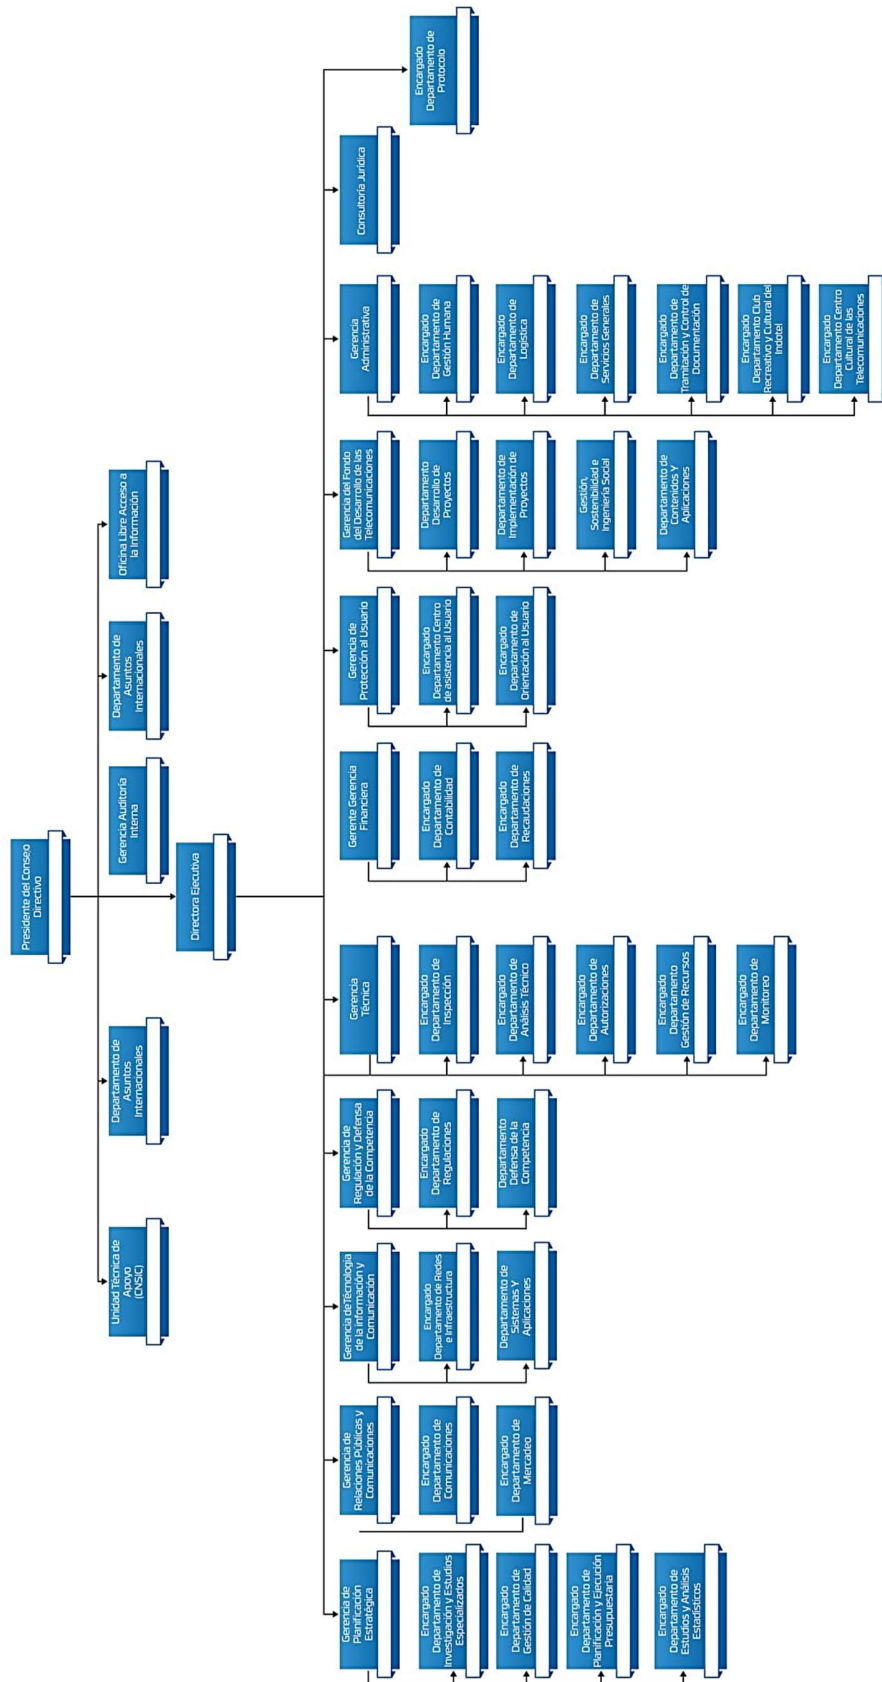 Presidente del Conseo
Directivo
Unidad Técnica de
Apoyo
(CNSIC)
Departamento de
Asuntos
Internacionales
Gerencia Auditoria
Interna
Departamento de
Asuntos
Internacionales
Oficina Libre Acceso a
la Información
Directora Ejecutiva
Gerencia de
Planificación
Estratégica
Encargado
Departamento de
Investigación y Estudios
Especializados
Encargado
Departamento de
Gestión de Calidad
Encargado
Departamento de
Planificación y Ejecución
Presupuestaria
Encargado
Departamento de
Estudios y Análisis
Estadísticos
Gerencia de
Relaciones Públicas y
Comunicaciones
Encargado
Departamento de
Comunicaciones
Encargado
Departamento de
Mercadeo
Gerencia de Técnologia
de la información y
Comunicación
Encargado
Departamento de Redes
e Infraestructura
Departamento de
Sistemas Y
Aplicaciones
Gerencia de
Regulación y Defensa
de la Competencia
Encargado
Departamento de
Regulaciones
Departamento
Defensa de la
Competencia
Gerencia
Técnica
Encargado
Departamento de
Inspección
Encargado
Departamento de
Análisis Técnico
Encargado
Departamento de
Autorizaciones
Encargado
Departamento
Gestión de Recursos
Encargado
Departamento de
Monitoreo
Gerente Gerencia
Financiera
Encargado
Departamento de
Contabilidad
Encargado
Departamento de
Recaudaciones
Gerencia de
Protección al Usuario
Encargado
Departamento Centro
de asistencia al Usuario
Encargado
Departamento de
Orientación al Usuario
Gerencia del Fondo
del Desarrollo de las
Telecomunicaciones
Departamento
Desarrollo de
Proyectos
Departamento de
Implementación de
Proyectos
Gestión,
Sostenibilidad e
Ingeniería Social
Departamento de
Contenidos Y
Aplicaciones
Gerencia
Administrativa
Encargado
Departamento de
Gestión Humana
Encargado
Departamento de
Logística
Encargado
Departamento de
Servicios Generales
Encargado
Departamento de
Tramitación y Control de
Documentación
Encargado
Departamento Club
Recreativo y Cultural del
Indotel
Encargado
Departamento Centro
Cultural de las
Telecomunicaciones
Consultoría Jurídica
Encargado
Departamento de
Protocolo